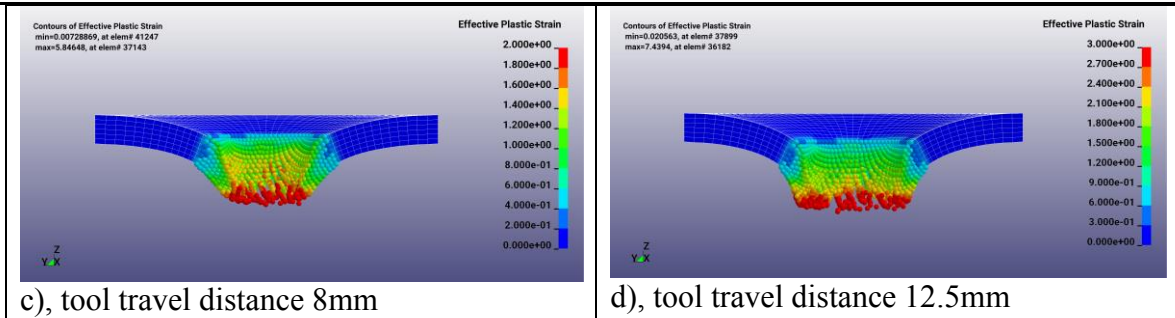 Contours of Effective Plastic Strain
min=0.00728869, at elem# 41247
max=5.84648, at elem# 37143
Effective Plastic Strain
2.000e+00
1.800e+00
1.600e+00
1.400e+00
1.200e+00
1.000e+00
8.000e-01
6.000e-01
4.000e-01
2.000e-01
0.000e+00
Z
Y X
c), tool travel distance 8mm
Contours of Effective Plastic Strain
min=0.020563, at elem# 37899
max=7.4394, at elem# 36182
Effective Plastic Strain
3.000e+00
2.700e+00
2.400e+00
2.100e+00
1.800e+00
1.500e+00
1.200e+00
9.000e-01
6.000e-01
3.000e-01
0.000e+00
Z
Y X
d), tool travel distance 12.5mm